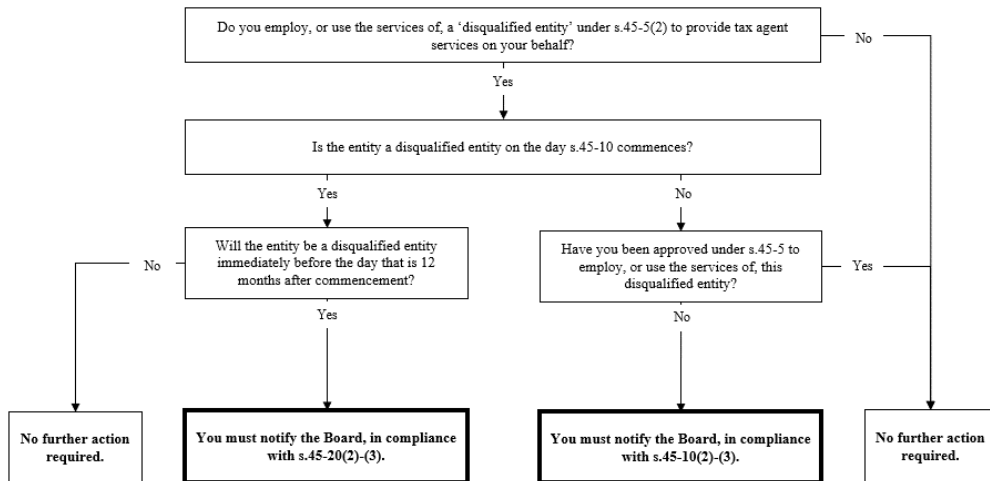 Do you employ, or use the services of, a ‘disqualified entity’ under s.45-5(2) to provide tax agent
services on your behalf?
No
Yes
Is the entity a disqualified entity on the day s.45-10 commences?
Yes
No
Will the entity be a disqualified entity
immediately before the day that is 12
months after commencement?
No
Yes
Have you been approved under s.45-5 to
employ, or use the services of, this
disqualified entity?
Yes
No
No further action
required.
You must notify the Board, in compliance
with s.45-20(2)-(3).
You must notify the Board, in compliance
with s.45-10(2)-(3).
No further action
required.